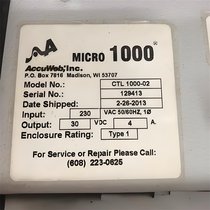 MICRO 1000®
AccuWeb, Inc.
P.O. Box 7816 Madison, WI 53707
Model No.: CTL 1000-02
Serial No.: 129413
Date Shipped: 2-26-2013
Input: 230 VAC 50/60HZ, 1Ø
Output: 30 VDC 4 A.
Enclosure Rating: Type 1
For Service or Repair Please Call:
(608) 223-0625